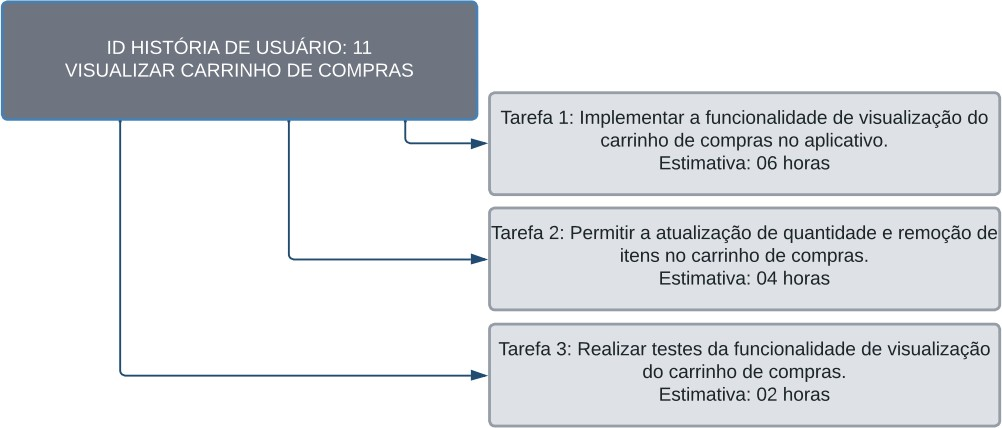 ID HISTÓRIA DE USUÁRIO: 11
VISUALIZAR CARRINHO DE COMPRAS
Tarefa 1: Implementar a funcionalidade de visualização do
carrinho de compras no aplicativo.
Estimativa: 06 horas
Tarefa 2: Permitir a atualização de quantidade e remoção de
itens no carrinho de compras.
Estimativa: 04 horas
Tarefa 3: Realizar testes da funcionalidade de visualização
do carrinho de compras.
Estimativa: 02 horas